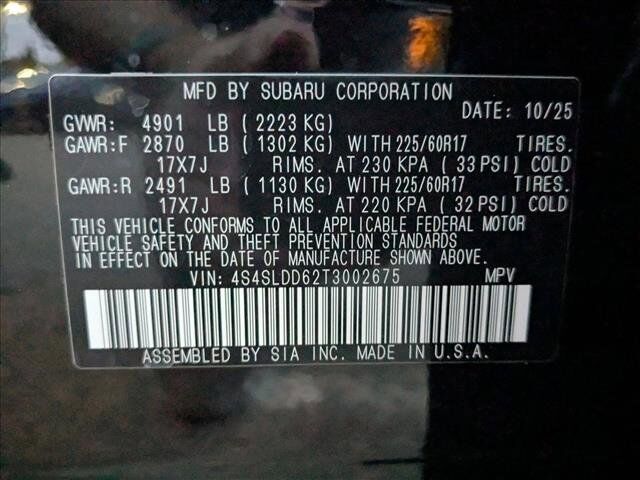 MFD BY SUBARU CORPORATION
DATE: 10/25
GVWR: 4901 LB ( 2223 KG)
GAWR:F 2870 LB ( 1302 KG) WITH 225/60R17 TIRES.
17X7J RIMS. AT 230 KPA ( 33 PSI) COLD
GAWR:R 2491 LB ( 1130 KG) WITH 225/60R17 TIRES.
17X7J RIMS. AT 220 KPA ( 32 PSI) COLD
THIS VEHICLE CONFORMS TO ALL APPLICABLE FEDERAL MOTOR
VEHICLE SAFETY AND THEFT PREVENTION STANDARDS
IN EFFECT ON THE DATE OF MANUFACTURE SHOWN ABOVE.
VIN: 4S4SLDD62T3002675 MPV
ASSEMBLED BY SIA INC. MADE IN U.S.A.